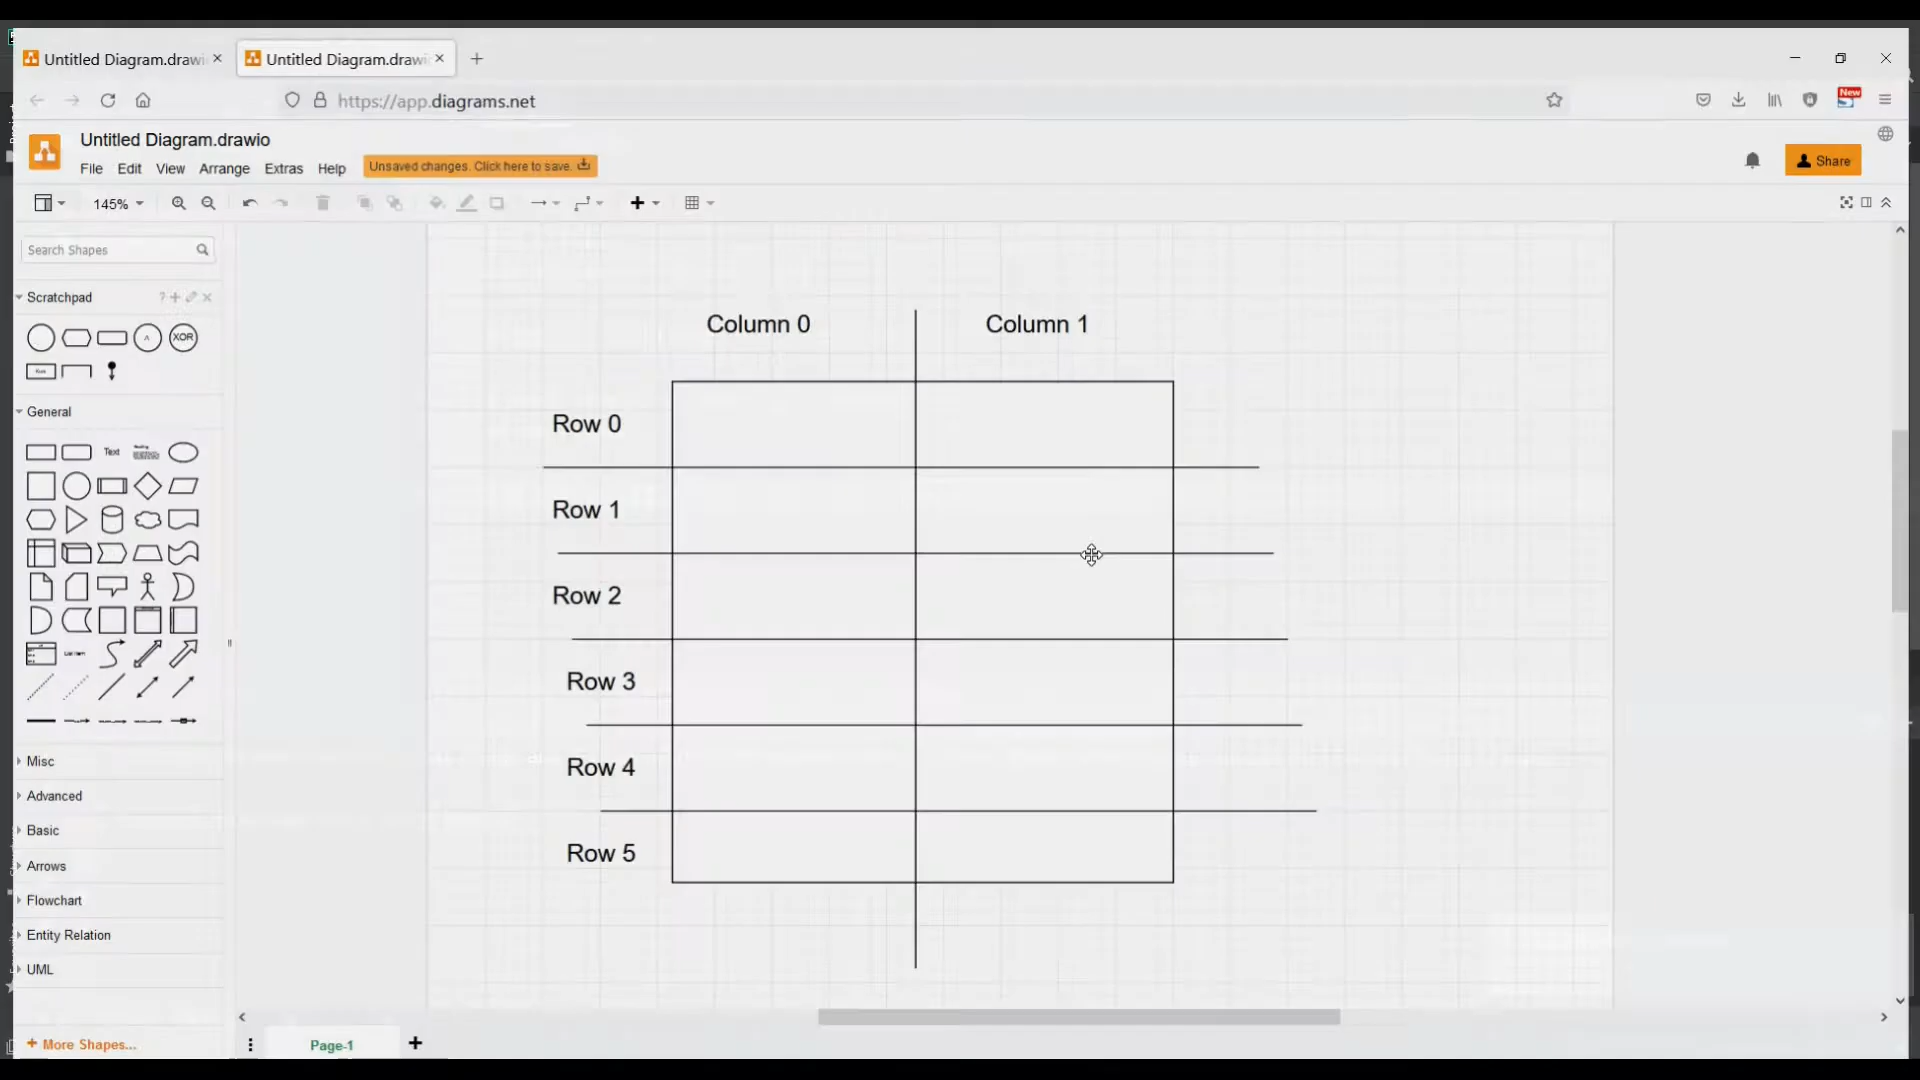 Untitled Diagram.drawi
Untitled Diagram.drawi
https://app.diagrams.net
New
Untitled Diagram.drawio
File Edit View Arrange Extras Help
Unsaved changes. Click here to save.
Share
145%
Search Shapes
Scratchpad
?
XOR
General
Text
Column 0 Column 1
Row 0
Row 1
Row 2
Row 3
Row 4
Row 5
Misc
Advanced
Basic
Arrows
Flowchart
Entity Relation
UML
+ More Shapes...
Page-1